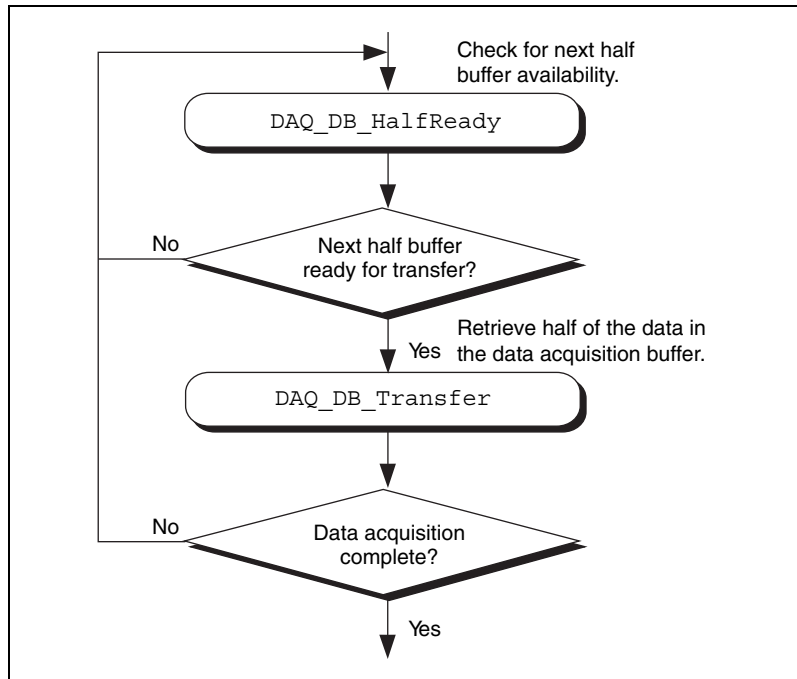 Check for next half
buffer availability.
DAQ_DB_HalfReady
No
Next half buffer
ready for transfer?
Yes
Retrieve half of the data in
the data acquisition buffer.
DAQ_DB_Transfer
No
Data acquisition
complete?
Yes